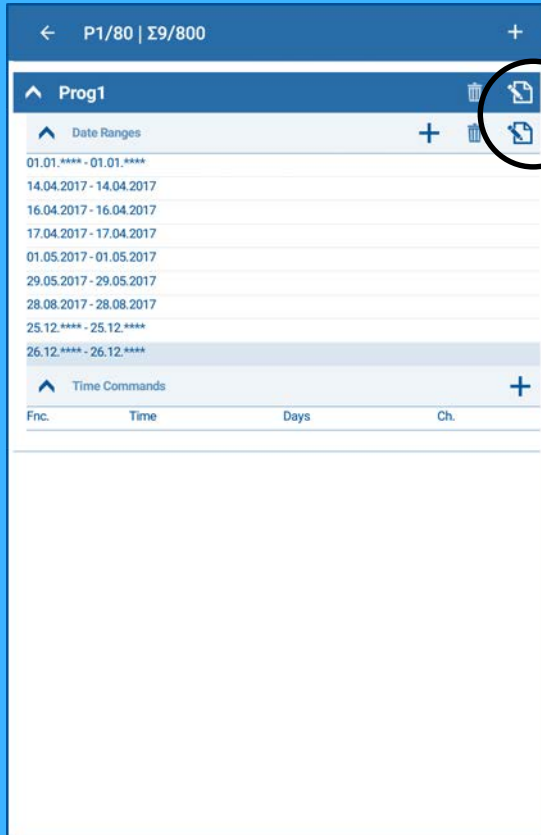 P1/80 | Σ9/800
Prog1
Date Ranges
01.01.**** - 01.01.****
14.04.2017 - 14.04.2017
16.04.2017 - 16.04.2017
17.04.2017 - 17.04.2017
01.05.2017 - 01.05.2017
29.05.2017 - 29.05.2017
28.08.2017 - 28.08.2017
25.12.**** - 25.12.****
26.12.**** - 26.12.****
Time Commands
Fnc. Time Days Ch.